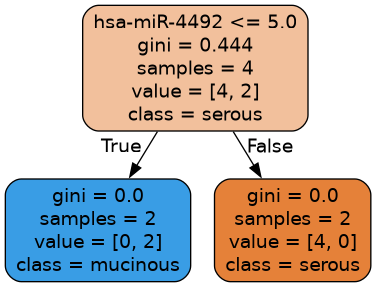 hsa-miR-4492 <= 5.0
gini = 0.444
samples = 4
value = [4, 2]
class = serous
True
False
gini = 0.0
samples = 2
value = [0, 2]
class = mucinous
gini = 0.0
samples = 2
value = [4, 0]
class = serous